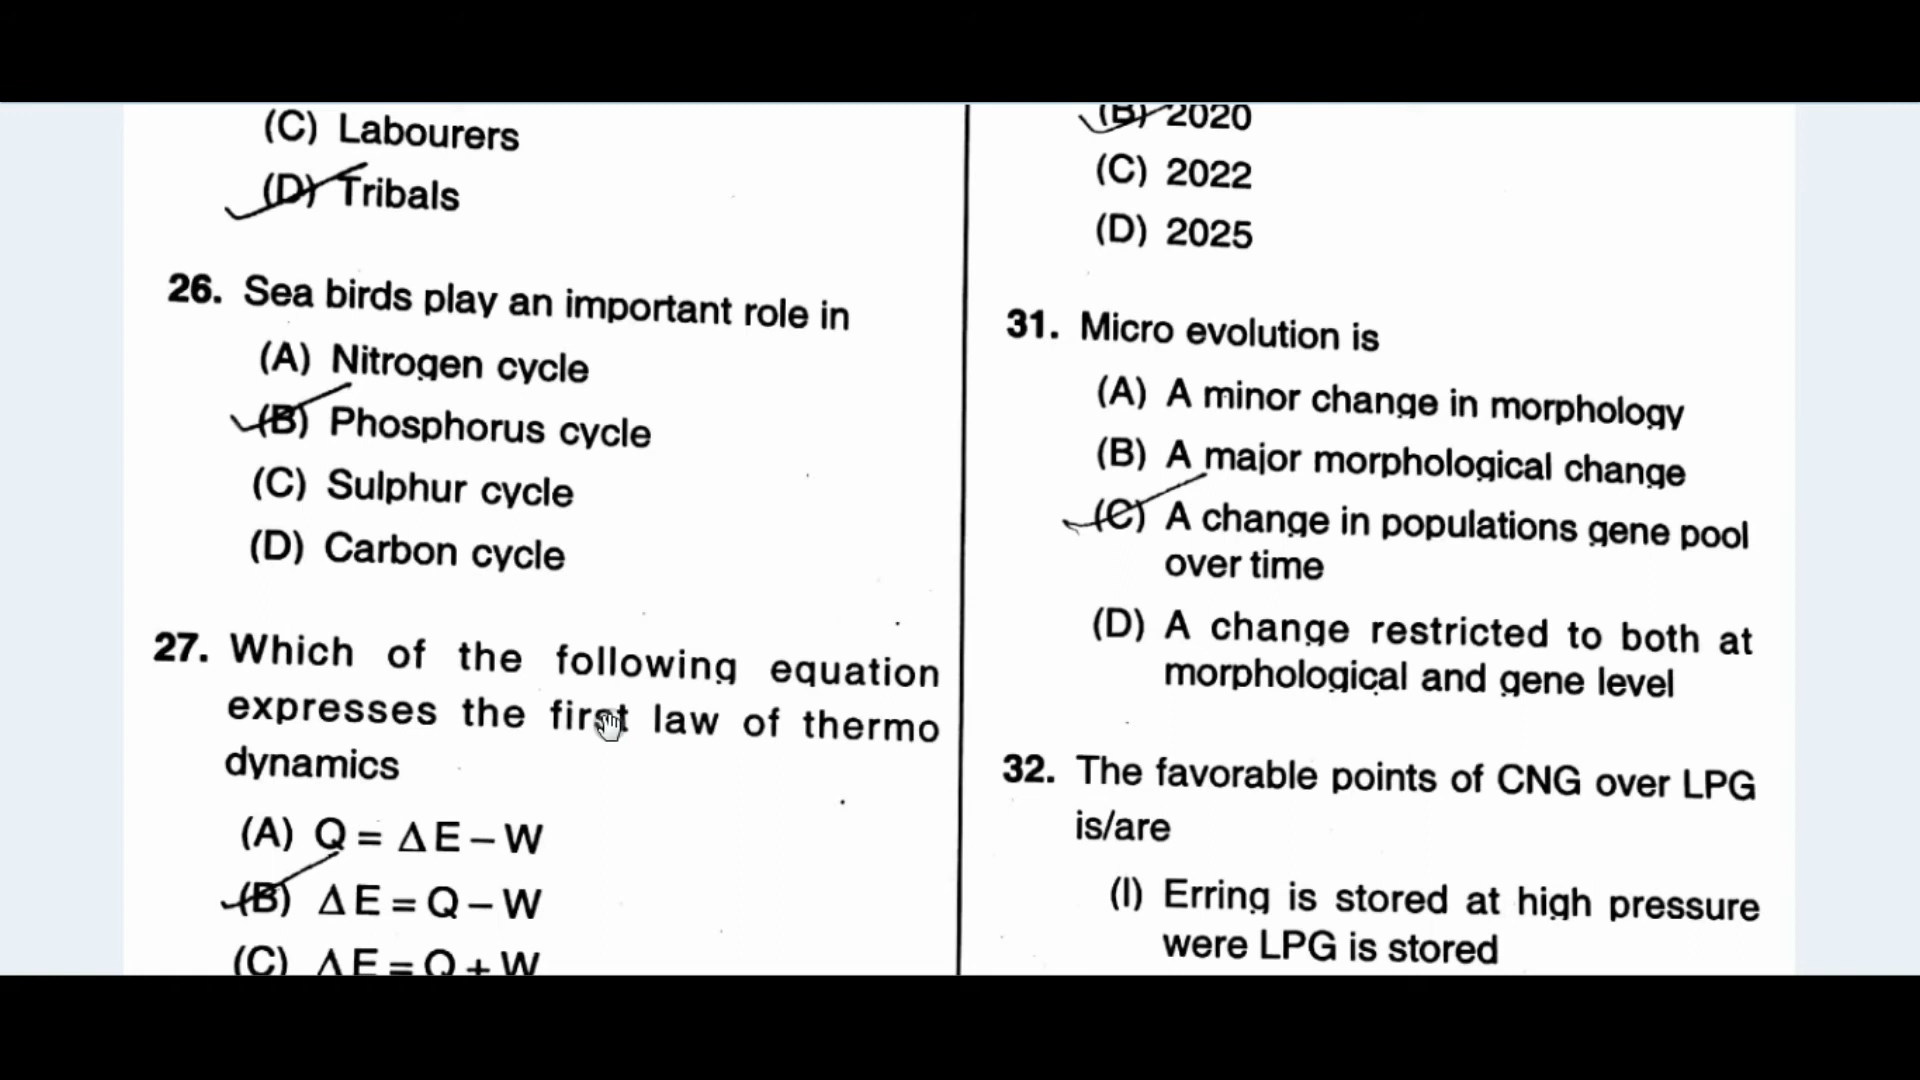 (C) Labourers
(D) Tribals
26. Sea birds play an important role in
(A) Nitrogen cycle
(B) Phosphorus cycle
(C) Sulphur cycle
(D) Carbon cycle
27. Which of the following equation
expresses the first law of thermo
dynamics
(A) Q = Δ E – W
(B) Δ E = Q – W
(C) Δ E = Q + W
(B) 2020
(C) 2022
(D) 2025
31. Micro evolution is
(A) A minor change in morphology
(B) A major morphological change
(C) A change in populations gene pool
over time
(D) A change restricted to both at
morphological and gene level
32. The favorable points of CNG over LPG
is/are
(I) Erring is stored at high pressure
were LPG is stored